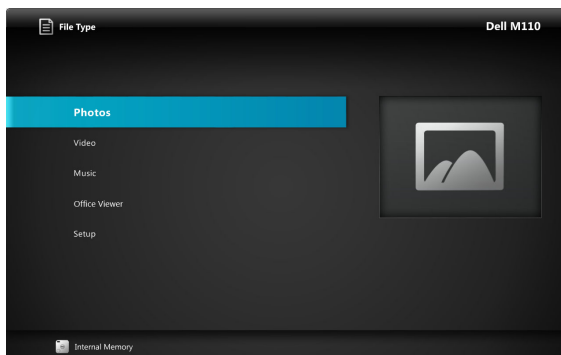 File Type
Dell M110
Photos
Video
Music
Office Viewer
Setup
Internal Memory